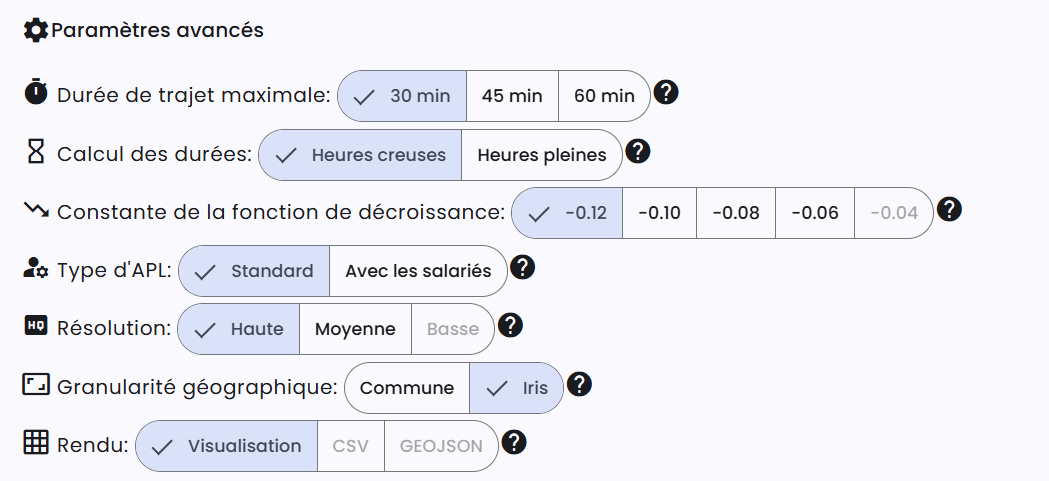 Paramètres avancés
Durée de trajet maximale: 30 min 45 min 60 min ?
Calcul des durées: Heures creuses Heures pleines ?
Constante de la fonction de décroissance: -0.12 -0.10 -0.08 -0.06 -0.04 ?
Type d'APL: Standard Avec les salariés ?
HQ Résolution: Haute Moyenne Basse ?
Granularité géographique: Commune Iris ?
Rendu: Visualisation CSV GEOJSON ?